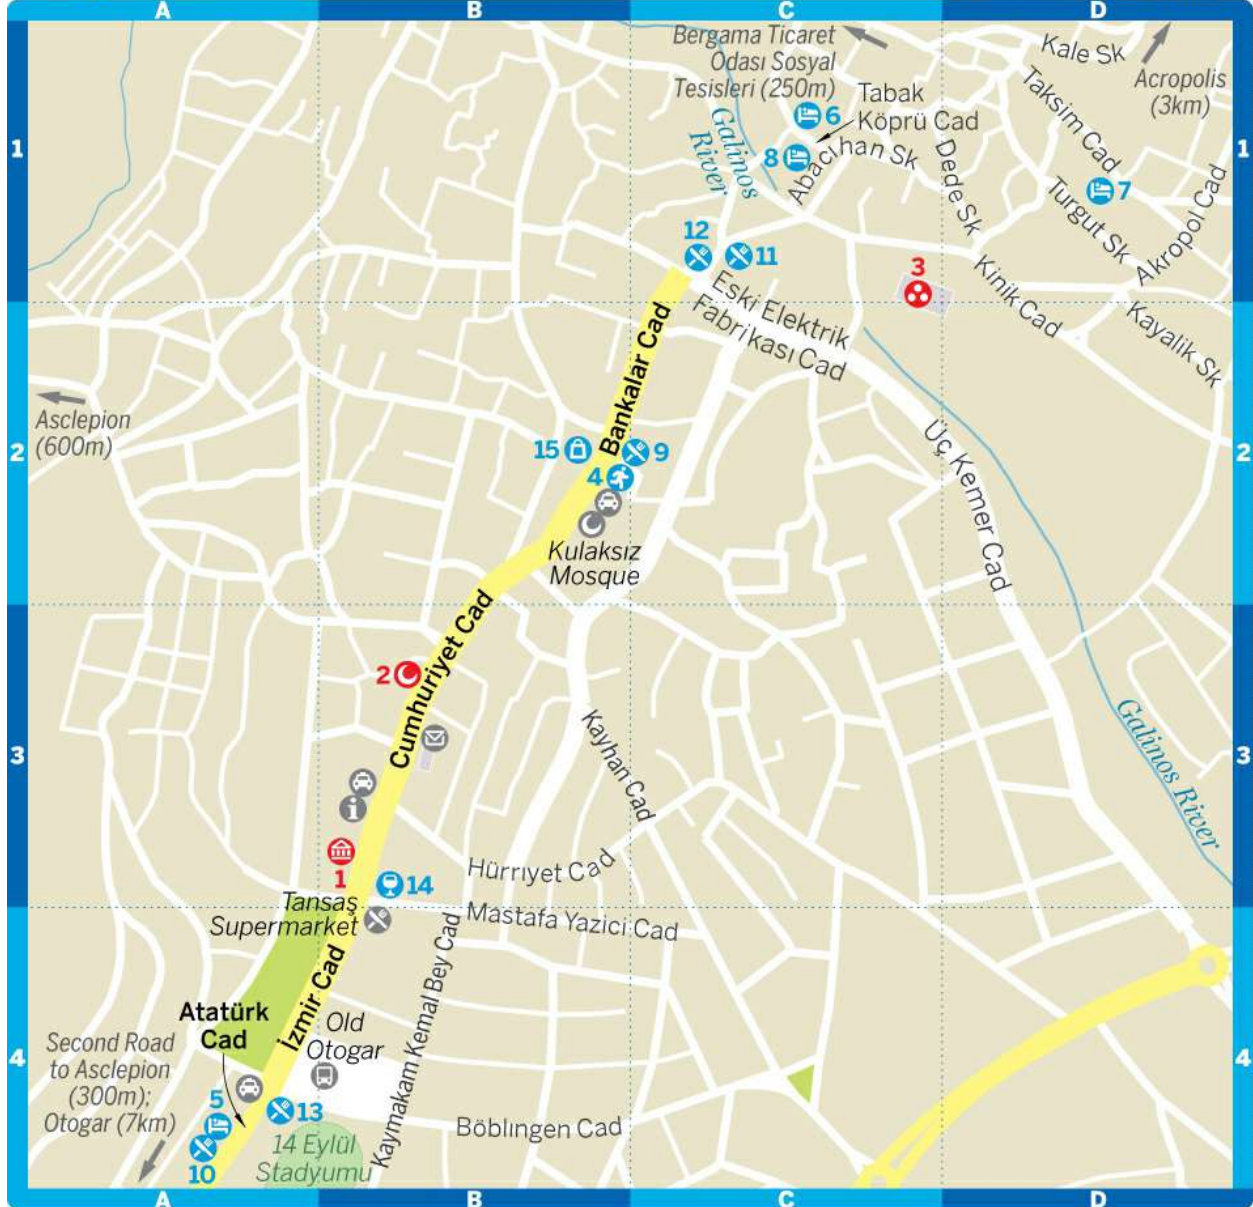 A
B
C
D
Bergama Ticaret
Odası Sosyal
Tesisleri (250m)
Kale Sk
Acropolis
(3km)
Taksim Cad
Tabak
Köprü Cad
6
8
Abacıhan Sk
Dede Sk
Galinos
River
1
1
7
Turgut Sk
Akropol Cad
12
11
3
Kınık Cad
Kayalik Sk
Eski Elektrik
Fabrikası Cad
Bankalar Cad
Asclepion
(600m)
2
2
15
9
4
Üç Kemer Cad
Kulaksız
Mosque
Cumhuriyet Cad
2
3
3
Kayhan Cad
Galinos River
Hürrıyet Cad
1
14
Tansaş
Supermarket
Mastafa Yazici Cad
İzmir Cad
Kaymakam Kemal Bey Cad
Atatürk
Cad
Old
Otogar
Second Road
to Asclepion
(300m);
Otogar (7km)
4
4
5
13
10
14 Eylül
Stadyumu
Böblıngen Cad
A
B
C
D